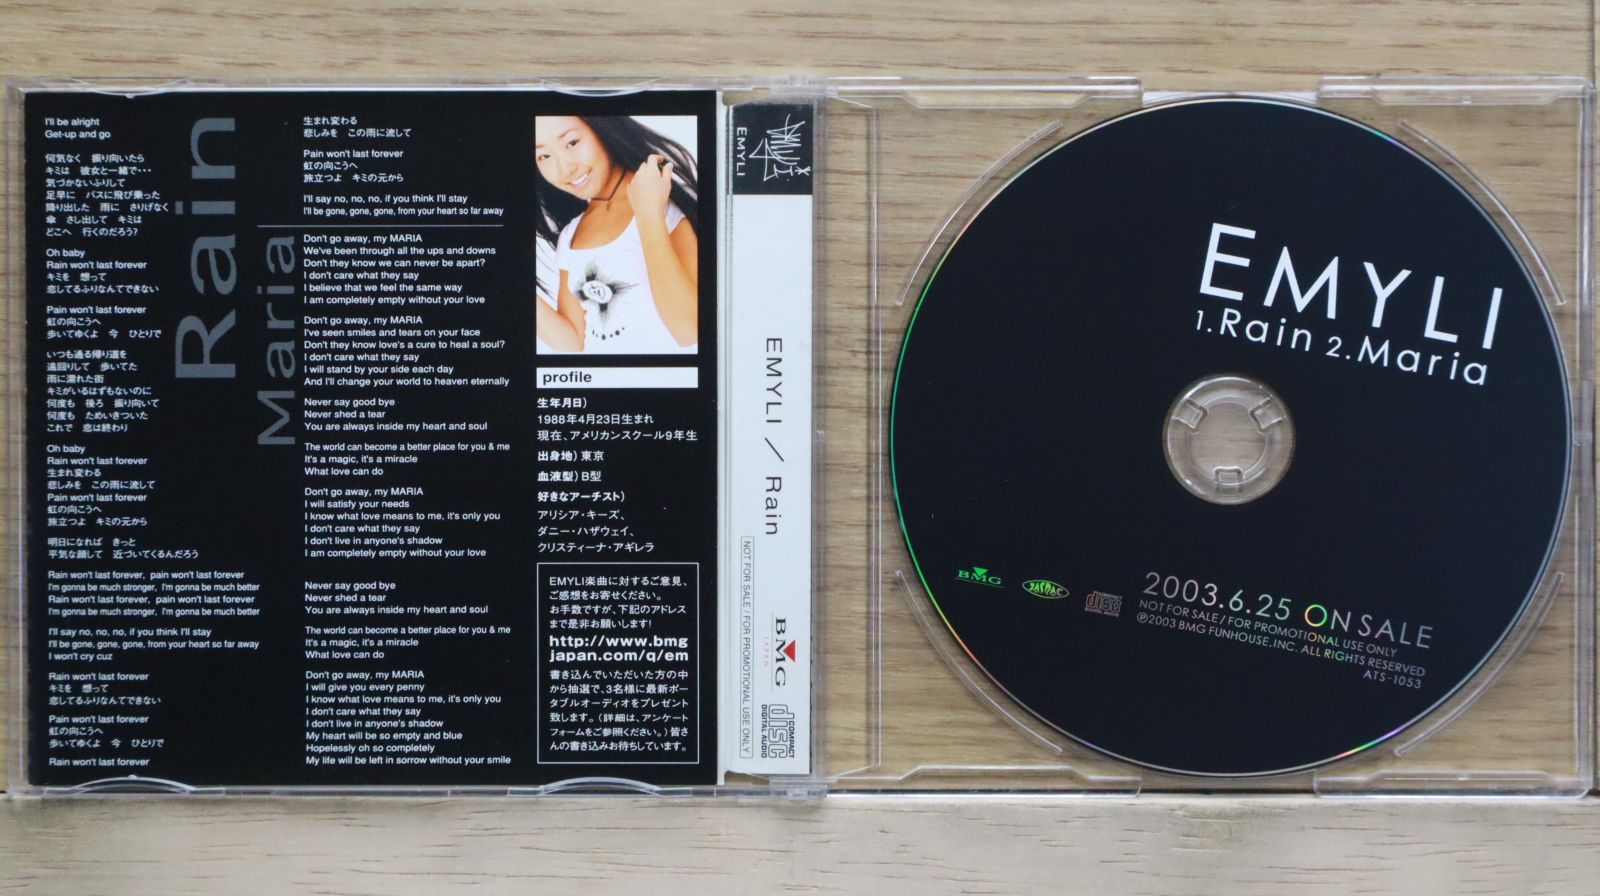 I'll be alright
Get-up and go
何気なく　振り向いたら
キミは　彼女と一緒で･･･
気づかないふりして
足早に　バスに飛び乗った
降り出した　雨に　さりげなく
傘　さし出して　キミは
どこへ　行くのだろう?
Oh baby
Rain won't last forever
キミを　想って
恋してるふりなんてできない
Pain won't last forever
虹の向こうへ
歩いてゆくよ　今　ひとりで
いつも通る帰り道を
遠回りして　歩いてた
雨に濡れた街
キミがいるはずもないのに
何度も　後ろ　振り向いて
何度も　ためいきついた
これで　恋は終わり
Oh baby
Rain won't last forever
生まれ変わる
悲しみを　この雨に流して
Pain won't last forever
虹の向こうへ
旅立つよ　キミの元から
明日になれば　きっと
平気な顔して　近づいてくるんだろう
Rain won't last forever, pain won't last forever
I'm gonna be much stronger, I'm gonna be much better
Rain won't last forever, pain won't last forever
I'm gonna be much stronger, I'm gonna be much better
I'll say no, no, no, if you think I'll stay
I'll be gone, gone, gone, from your heart so far away
I won't cry cuz
Rain won't last forever
キミを　想って
恋してるふりなんてできない
Pain won't last forever
虹の向こうへ
歩いてゆくよ　今　ひとりで
Rain won't last forever
Rain
Maria
生まれ変わる
悲しみを　この雨に流して
Pain won't last forever
虹の向こうへ
旅立つよ　キミの元から
I'll say no, no, no, if you think I'll stay
I'll be gone, gone, gone, from your heart so far away
Don't go away, my MARIA
We've been through all the ups and downs
Don't they know we can never be apart?
I don't care what they say
I believe that we feel the same way
I am completely empty without your love
Don't go away, my MARIA
I've seen smiles and tears on your face
Don't they know love's a cure to heal a soul?
I don't care what they say
I will stand by your side each day
And I'll change your world to heaven eternally
Never say good bye
Never shed a tear
You are always inside my heart and soul
The world can become a better place for you & me
It's a magic, it's a miracle
What love can do
Don't go away, my MARIA
I will satisfy your needs
I know what love means to me, it's only you
I don't care what they say
I don't live in anyone's shadow
I am completely empty without your love
Never say good bye
Never shed a tear
You are always inside my heart and soul
The world can become a better place for you & me
It's a magic, it's a miracle
What love can do
Don't go away, my MARIA
I will give you every penny
I know what love means to me, it's only you
I don't care what they say
I don't live in anyone's shadow
My heart will be so empty and blue
Hopelessly oh so completely
My life will be left in sorrow without your smile
profile
生年月日）
1988年4月23日生まれ
現在、アメリカンスクール9年生
出身地）東京
血液型）B型
好きなアーチスト）
アリシア・キーズ、
ダニー・ハザウェイ、
クリスティーナ・アギレラ
EMYLI楽曲に対するご意見、
ご感想をお寄せください。
お手数ですが、下記のアドレス
まで是非お願いします!
http://www.bmg
japan.com/q/em
書き込んでいただいた方の中
から抽選で、3名様に最新ポー
タブルオーディオをプレゼント
致します。（詳細は、アンケート
フォームをご参照ください。）皆さ
んの書き込みお待ちしています。
EMYLI
EMYLI / Rain
NOT FOR SALE / FOR PROMOTIONAL USE ONLY
BMG
JAPAN
COMPACT
disc
DIGITAL AUDIO
EMYLI
1.Rain 2.Maria
BMG
JASRAC
COMPACT
disc
DIGITAL AUDIO
2003.6.25 ON SALE
NOT FOR SALE / FOR PROMOTIONAL USE ONLY
Ⓟ2003 BMG FUNHOUSE,INC. ALL RIGHTS RESERVED
ATS-1053